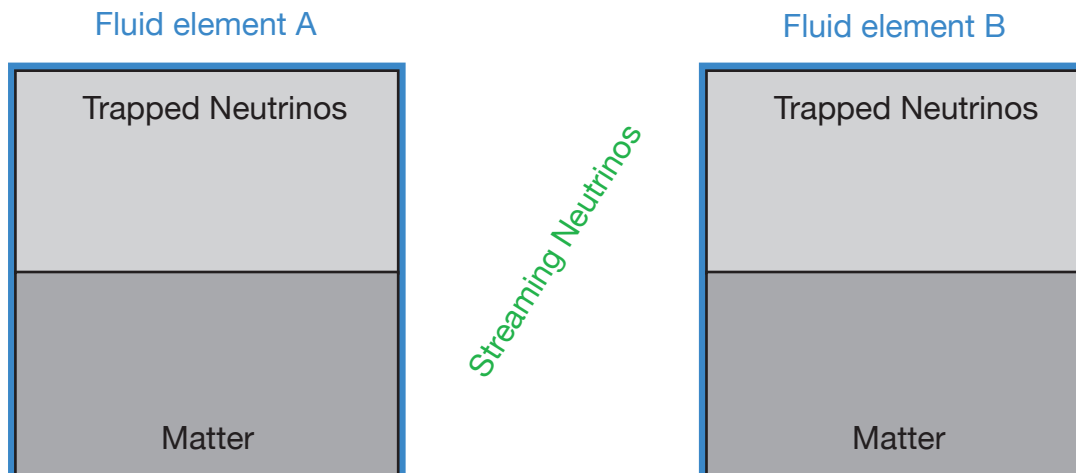 Fluid element A
Fluid element B
Trapped Neutrinos
Trapped Neutrinos
Streaming Neutrinos
Matter
Matter